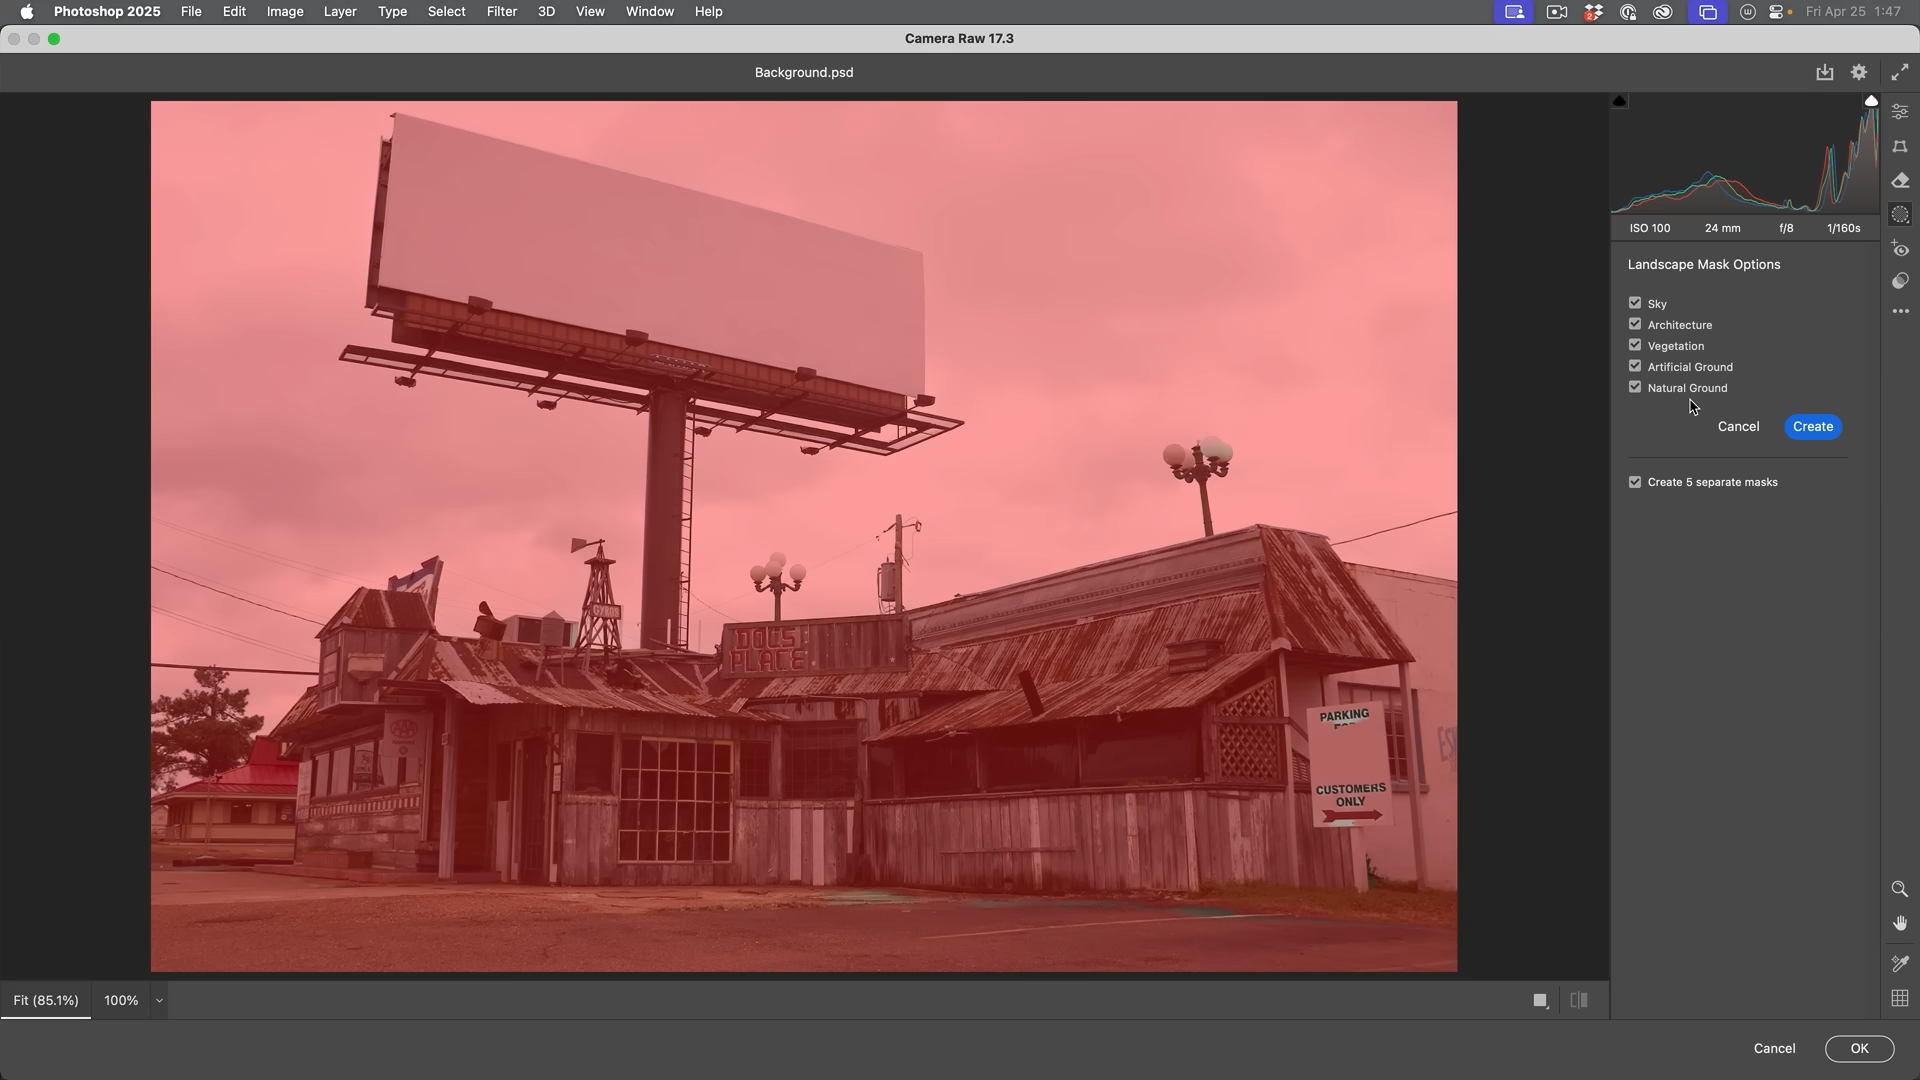 Photoshop 2025 File Edit Image Layer Type Select Filter 3D View Window Help Fri Apr 25 1:47
Camera Raw 17.3
Background.psd
ISO 100 24 mm f/8 1/160s
Landscape Mask Options
Sky
Architecture
Vegetation
Artificial Ground
Natural Ground
Cancel Create
Create 5 separate masks
GYROS
DOCS
PLACE
AAA
PARKING
CUSTOMERS
ONLY
Fit (85.1%) 100%
Cancel OK